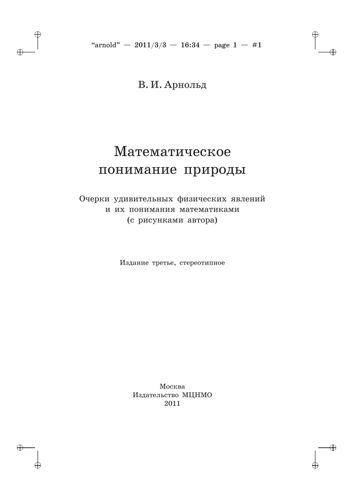 “arnold” — 2011/3/3 — 16:34 — page 1 — #1
В. И. Арнольд
Математическое
понимание природы
Очерки удивительных физических явлений
и их понимания математиками
(с рисунками автора)
Издание третье, стереотипное
Москва
Издательство МЦНМО
2011